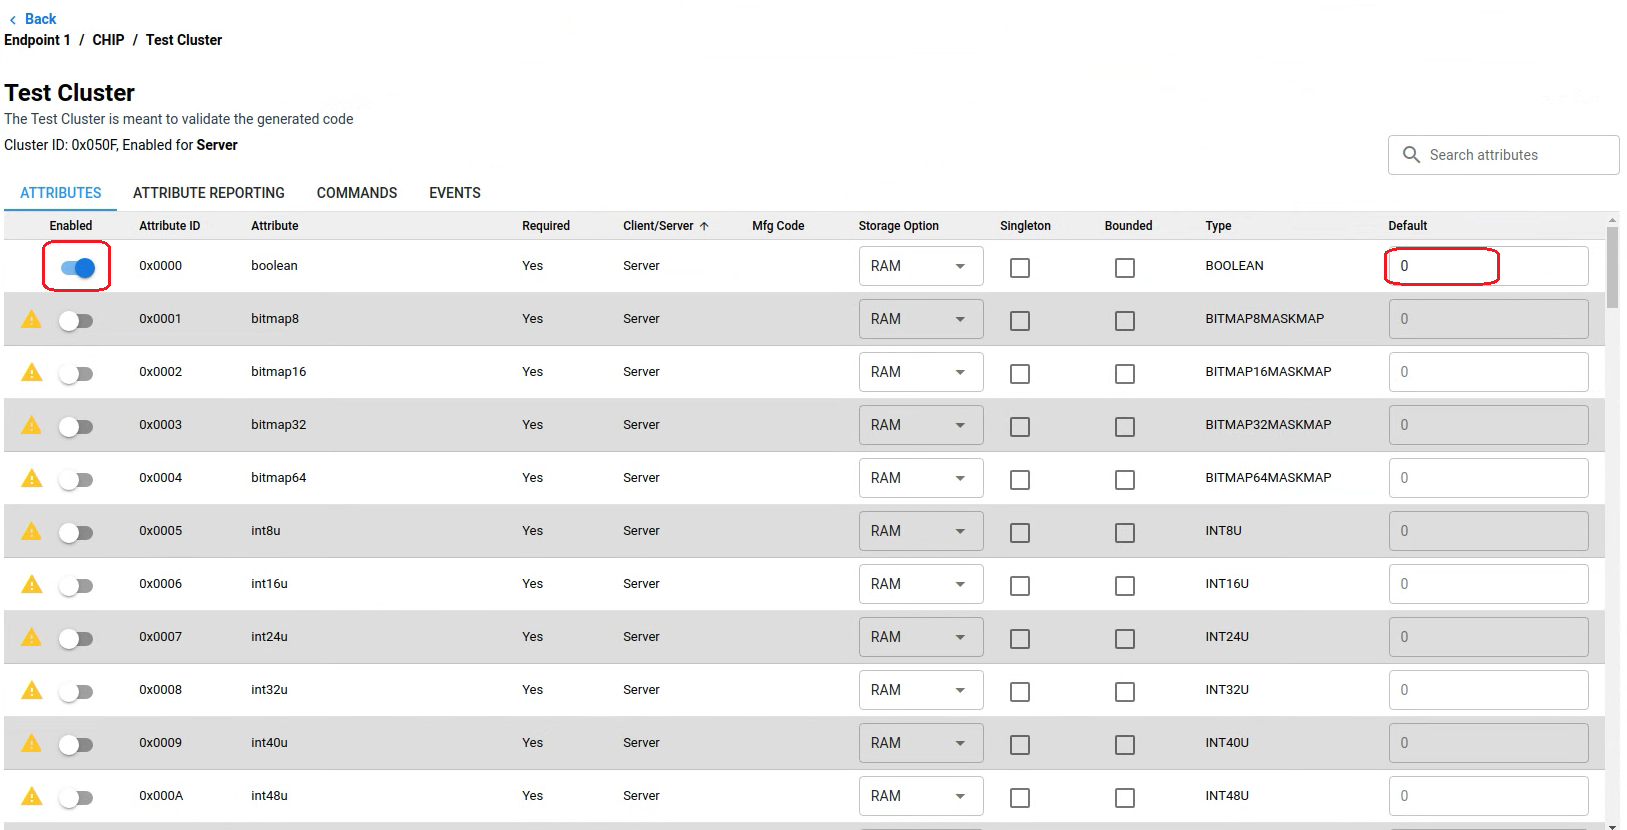 ‹ Back
Endpoint 1 / CHIP / Test Cluster
Test Cluster
The Test Cluster is meant to validate the generated code
Cluster ID: 0x050F, Enabled for Server
Search attributes
ATTRIBUTES ATTRIBUTE REPORTING COMMANDS EVENTS
Enabled Attribute ID Attribute Required Client/Server ↑ Mfg Code Storage Option Singleton Bounded Type Default
0x0000 boolean Yes Server RAM BOOLEAN 0
0x0001 bitmap8 Yes Server RAM BITMAP8MASKMAP 0
0x0002 bitmap16 Yes Server RAM BITMAP16MASKMAP 0
0x0003 bitmap32 Yes Server RAM BITMAP32MASKMAP 0
0x0004 bitmap64 Yes Server RAM BITMAP64MASKMAP 0
0x0005 int8u Yes Server RAM INT8U 0
0x0006 int16u Yes Server RAM INT16U 0
0x0007 int24u Yes Server RAM INT24U 0
0x0008 int32u Yes Server RAM INT32U 0
0x0009 int40u Yes Server RAM INT40U 0
0x000A int48u Yes Server RAM INT48U 0